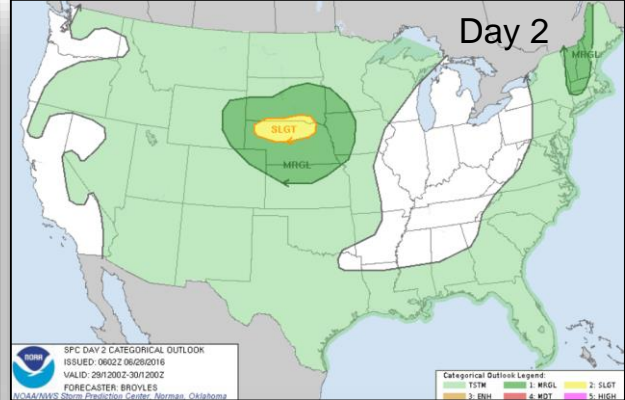 Day 2
MRGL
SLGT
MRGL
NOAA
SPC DAY 2 CATEGORICAL OUTLOOK
ISSUED: 0602Z 06/28/2016
VALID: 29/1200Z-30/1200Z
FORECASTER: BROYLES
NOAA/NWS Storm Prediction Center, Norman, Oklahoma
Categorical Outlook Legend:
TSTM 1: MRGL 2: SLGT
3: ENH 4: MDT 5: HIGH